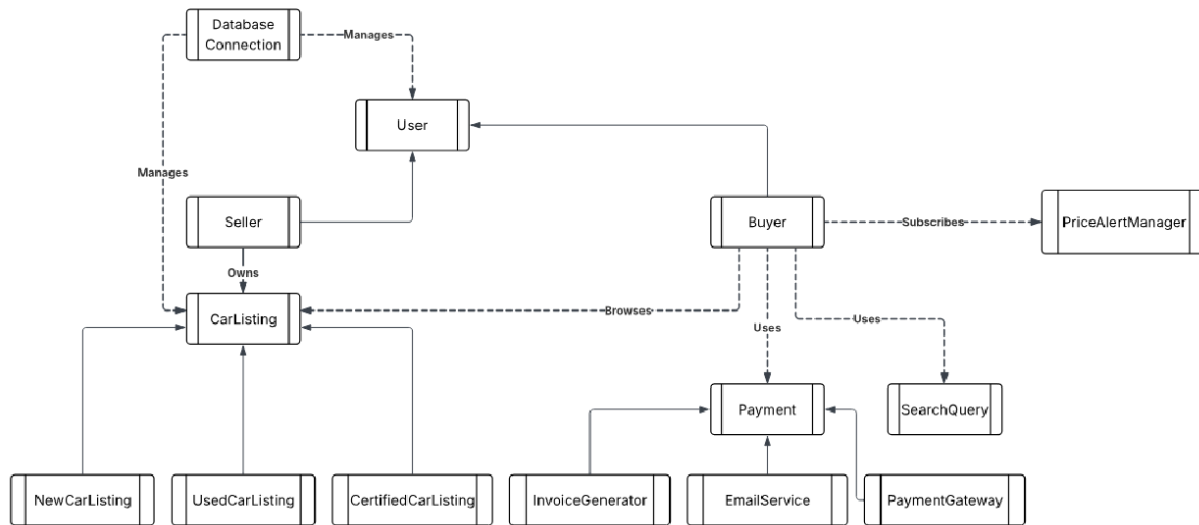 Database
Connection
Manages
User
Manages
Seller
Buyer
Subscribes
PriceAlertManager
Owns
CarListing
Browses
Uses
Uses
Payment
SearchQuery
NewCarListing
UsedCarListing
CertifiedCarListing
InvoiceGenerator
EmailService
PaymentGateway